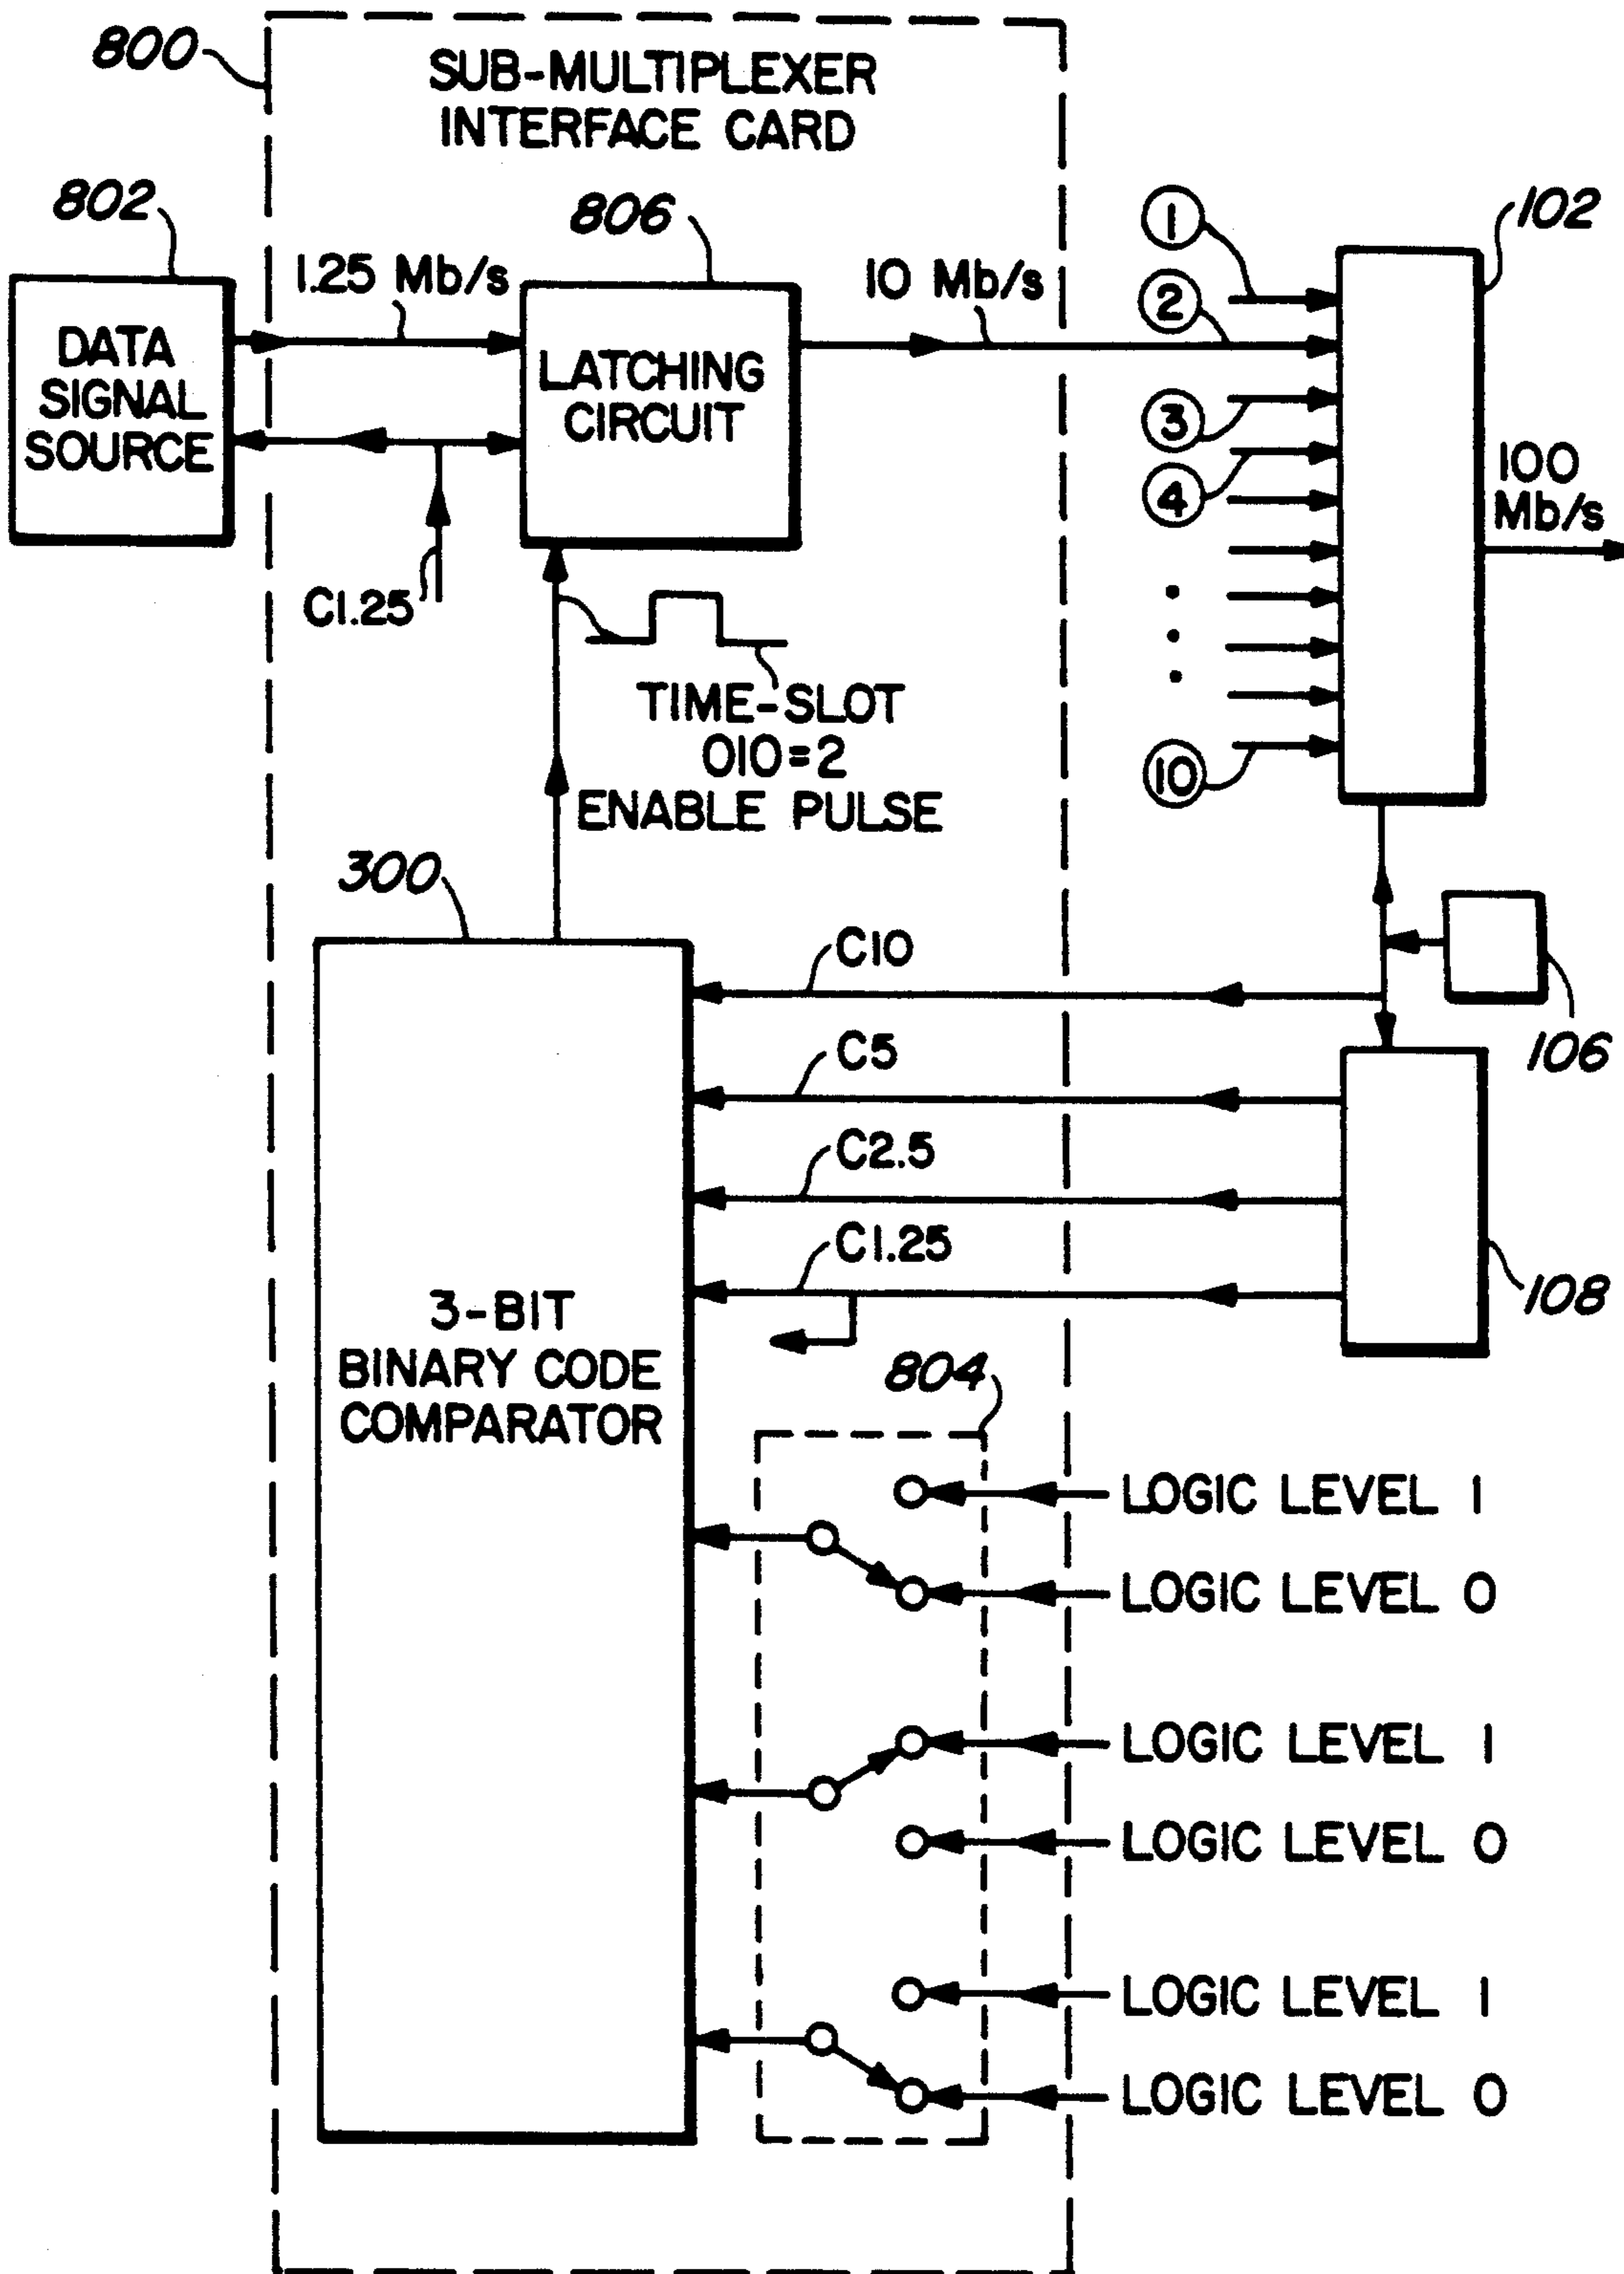 800
SUB-MULTIPLEXER
INTERFACE CARD
802
806
1
102
1.25 Mb/s
10 Mb/s
2
DATA
SIGNAL
SOURCE
LATCHING
CIRCUIT
3
4
100
Mb/s
C1.25
TIME-SLOT
010=2
ENABLE PULSE
10
300
C10
106
C5
C2.5
C1.25
108
3-BIT
BINARY CODE
COMPARATOR
804
LOGIC LEVEL 1
LOGIC LEVEL 0
LOGIC LEVEL 1
LOGIC LEVEL 0
LOGIC LEVEL 1
LOGIC LEVEL 0